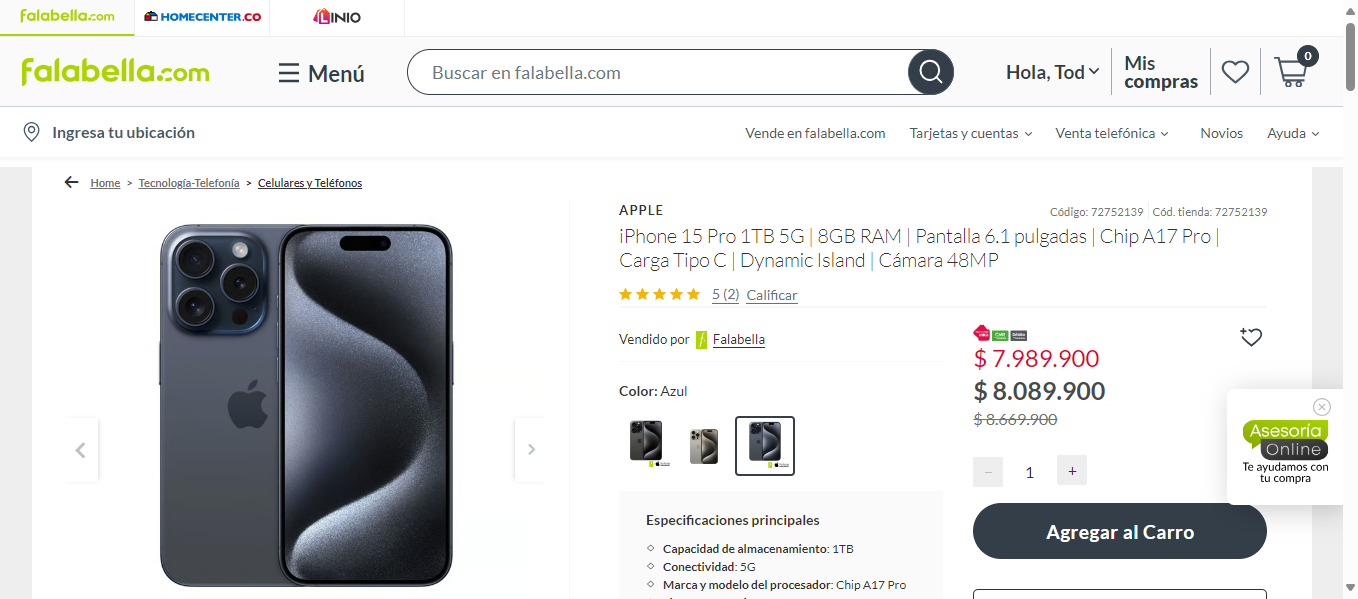 falabella.com
HOMECENTER.CO
LINIO
falabella.com
Menú
Buscar en falabella.com
Hola, Tod
Mis
compras
0
Ingresa tu ubicación
Vende en falabella.com
Tarjetas y cuentas
Venta telefónica
Novios
Ayuda
Home > Tecnología-Telefonía > Celulares y Teléfonos
APPLE
Código: 72752139
Cód. tienda: 72752139
iPhone 15 Pro 1TB 5G | 8GB RAM | Pantalla 6.1 pulgadas | Chip A17 Pro |
Carga Tipo C | Dynamic Island | Cámara 48MP
5 (2) Calificar
Vendido por Falabella
$ 7.989.900
$ 8.089.900
$ 8.669.900
Color: Azul
- 1 +
Agregar al Carro
Asesoría
Online
Te ayudamos con
tu compra
Especificaciones principales
Capacidad de almacenamiento: 1TB
Conectividad: 5G
Marca y modelo del procesador: Chip A17 Pro